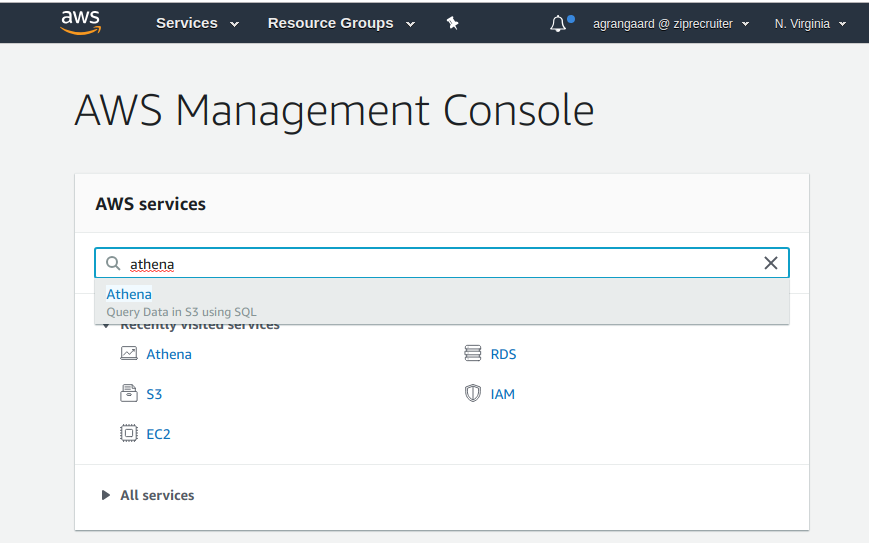 aws Services Resource Groups agrangaard @ ziprecruiter N. Virginia
AWS Management Console
AWS services
athena
Athena
Query Data in S3 using SQL
Recently visited services
Athena RDS
S3 IAM
EC2
All services